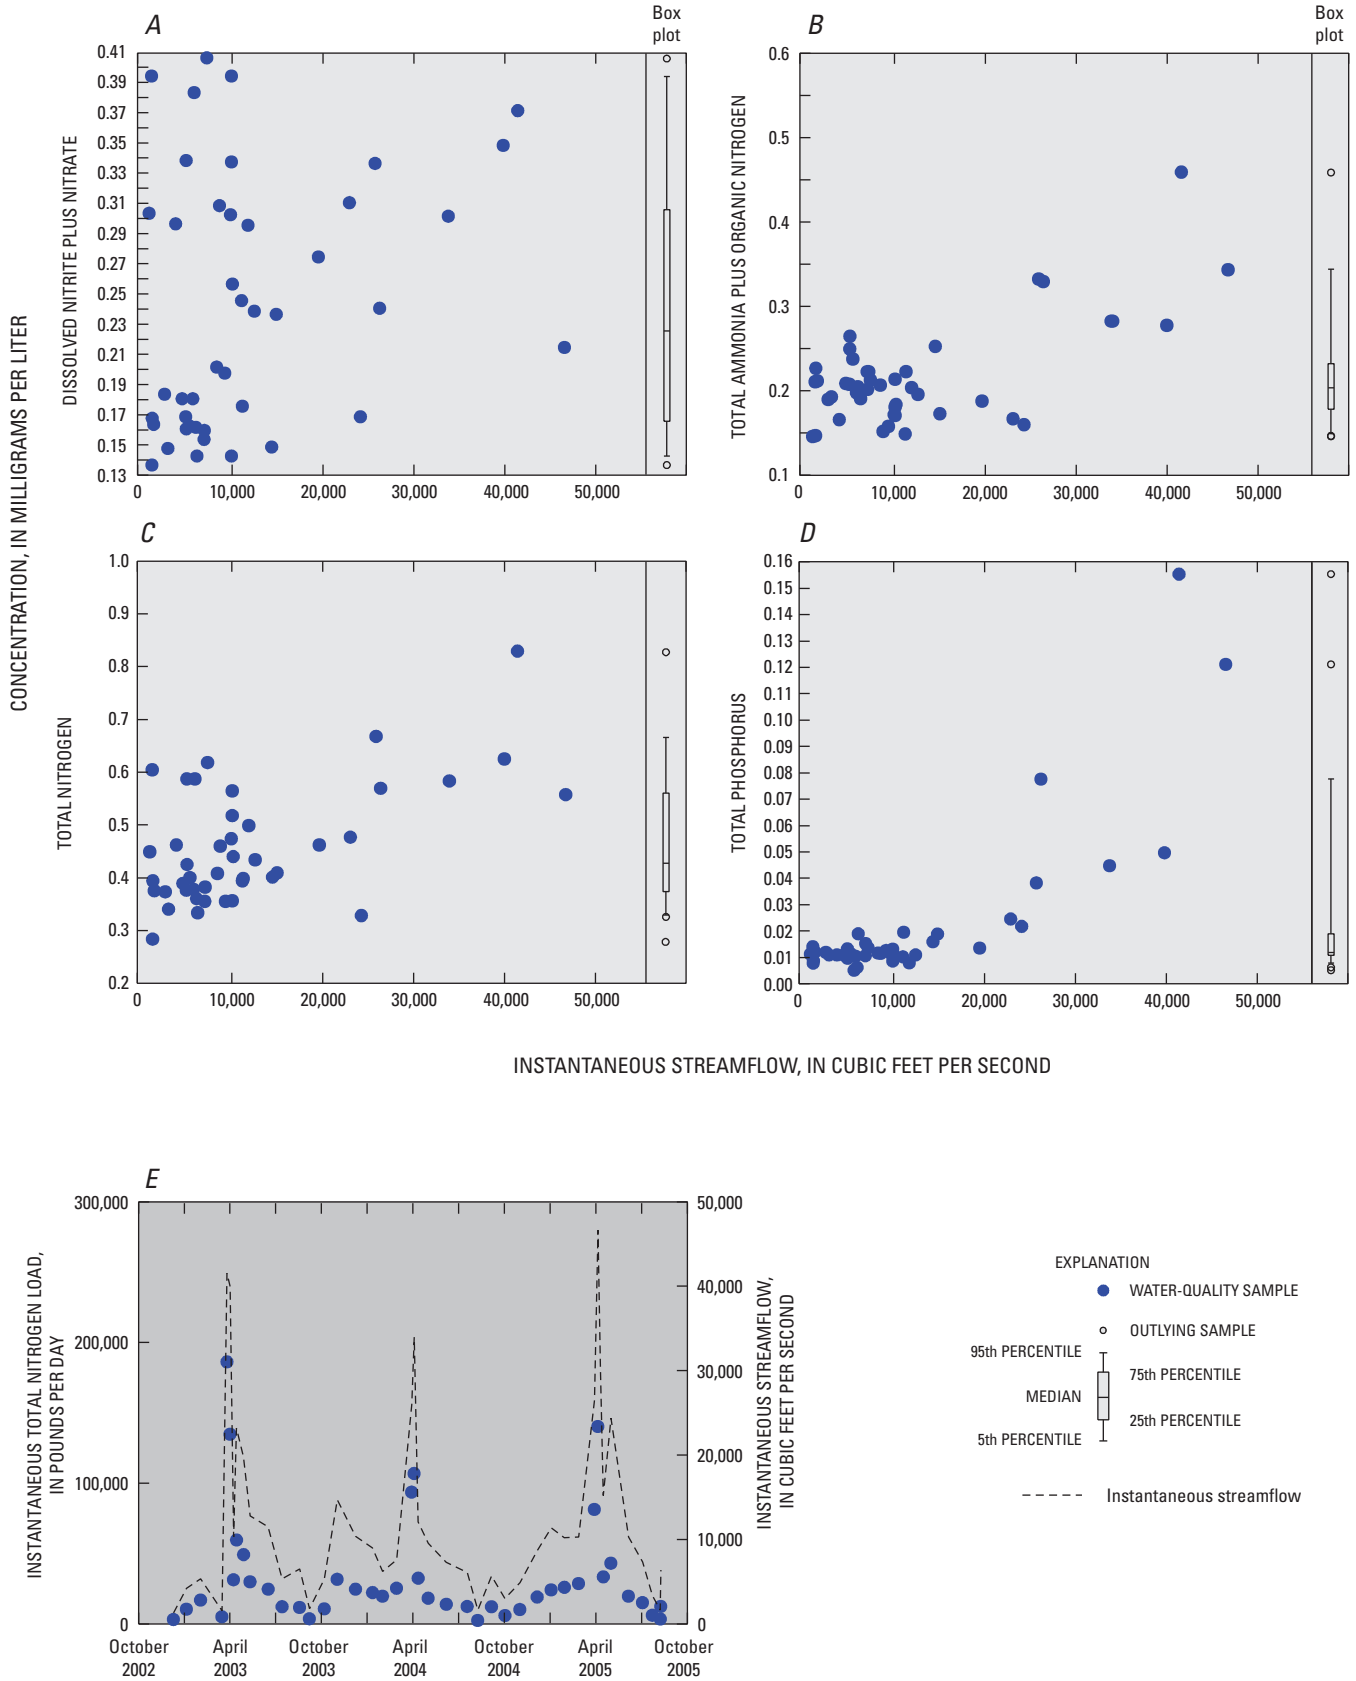 A
Box
plot
DISSOLVED NITRITE PLUS NITRATE
0.41
0.39
0.37
0.35
0.33
0.31
0.29
0.27
0.25
0.23
0.21
0.19
0.17
0.15
0.13
0
10,000
20,000
30,000
40,000
50,000
B
Box
plot
TOTAL AMMONIA PLUS ORGANIC NITROGEN
0.6
0.5
0.4
0.3
0.2
0.1
0
10,000
20,000
30,000
40,000
50,000
CONCENTRATION, IN MILLIGRAMS PER LITER
C
TOTAL NITROGEN
1.0
0.9
0.8
0.7
0.6
0.5
0.4
0.3
0.2
0
10,000
20,000
30,000
40,000
50,000
D
TOTAL PHOSPHORUS
0.16
0.15
0.14
0.13
0.12
0.11
0.10
0.09
0.08
0.07
0.06
0.05
0.04
0.03
0.02
0.01
0.00
0
10,000
20,000
30,000
40,000
50,000
INSTANTANEOUS STREAMFLOW, IN CUBIC FEET PER SECOND
E
INSTANTANEOUS TOTAL NITROGEN LOAD,
IN POUNDS PER DAY
300,000
200,000
100,000
0
50,000
40,000
30,000
20,000
10,000
0
INSTANTANEOUS STREAMFLOW,
IN CUBIC FEET PER SECOND
October
2002
April
2003
October
2003
April
2004
October
2004
April
2005
October
2005
EXPLANATION
WATER-QUALITY SAMPLE
OUTLYING SAMPLE
95th PERCENTILE
75th PERCENTILE
MEDIAN
25th PERCENTILE
5th PERCENTILE
Instantaneous streamflow